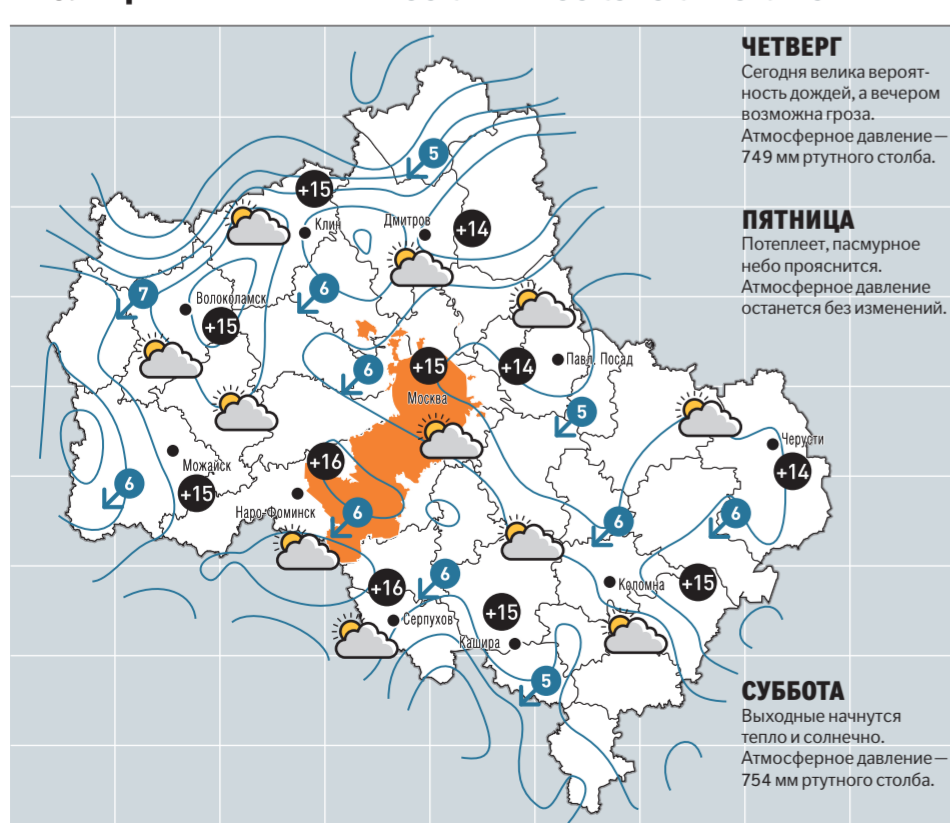 ЧЕТВЕРГ
Сегодня велика вероят-
ность дождей, а вечером
возможна гроза.
Атмосферное давление—
749 мм ртутного столба.
ПЯТНИЦА
Потеплеет, пасмурное
небо прояснится.
Атмосферное давление
останется без изменений.
СУББОТА
Выходные начнутся
тепло и солнечно.
Атмосферное давление—
754 мм ртутного столба.
5
+15
Клин
Дмитров
+14
7
6
Волоколамск
+15
6
+15
Москва
+14
Павл. Посад
5
Можайск
+15
6
+16
Наро-Фоминск
6
Черусти
+14
6
6
+16
6
Серпухов
+15
Кашира
Коломна
+15
5